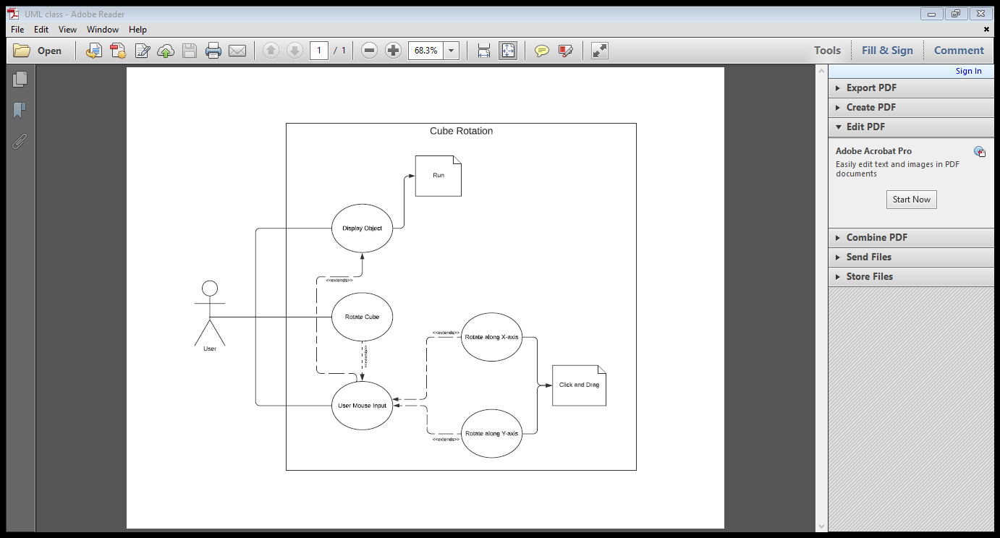 UML class - Adobe Reader
File Edit View Window Help
Open 1 / 1 68.3% Tools Fill & Sign Comment
Sign In
Export PDF
Create PDF
Edit PDF
Adobe Acrobat Pro
Easily edit text and images in PDF
documents
Start Now
Combine PDF
Send Files
Store Files
Cube Rotation
Run
Display Object
<<extends>>
Rotate Cube
User
<<extends>>
User Mouse Input
<<extends>>
Rotate along X-axis
Click and Drag
Rotate along Y-axis
<<extends>>